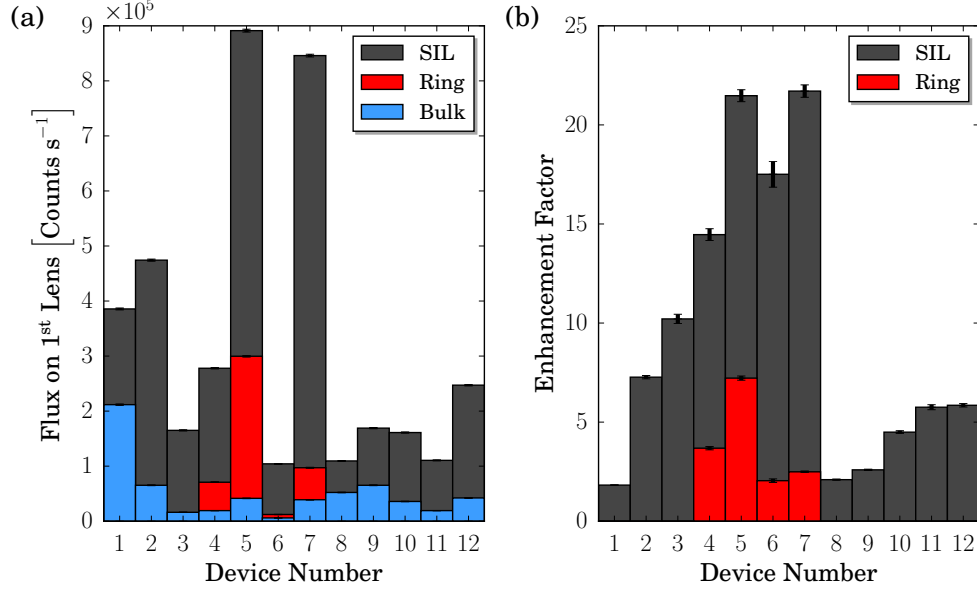 (a)
×10⁵
9
8
7
6
5
4
3
2
1
0
Flux on 1ˢᵗ Lens [Counts s⁻¹]
SIL
Ring
Bulk
1 2 3 4 5 6 7 8 9 10 11 12
Device Number
(b)
25
20
15
10
5
0
Enhancement Factor
SIL
Ring
1 2 3 4 5 6 7 8 9 10 11 12
Device Number